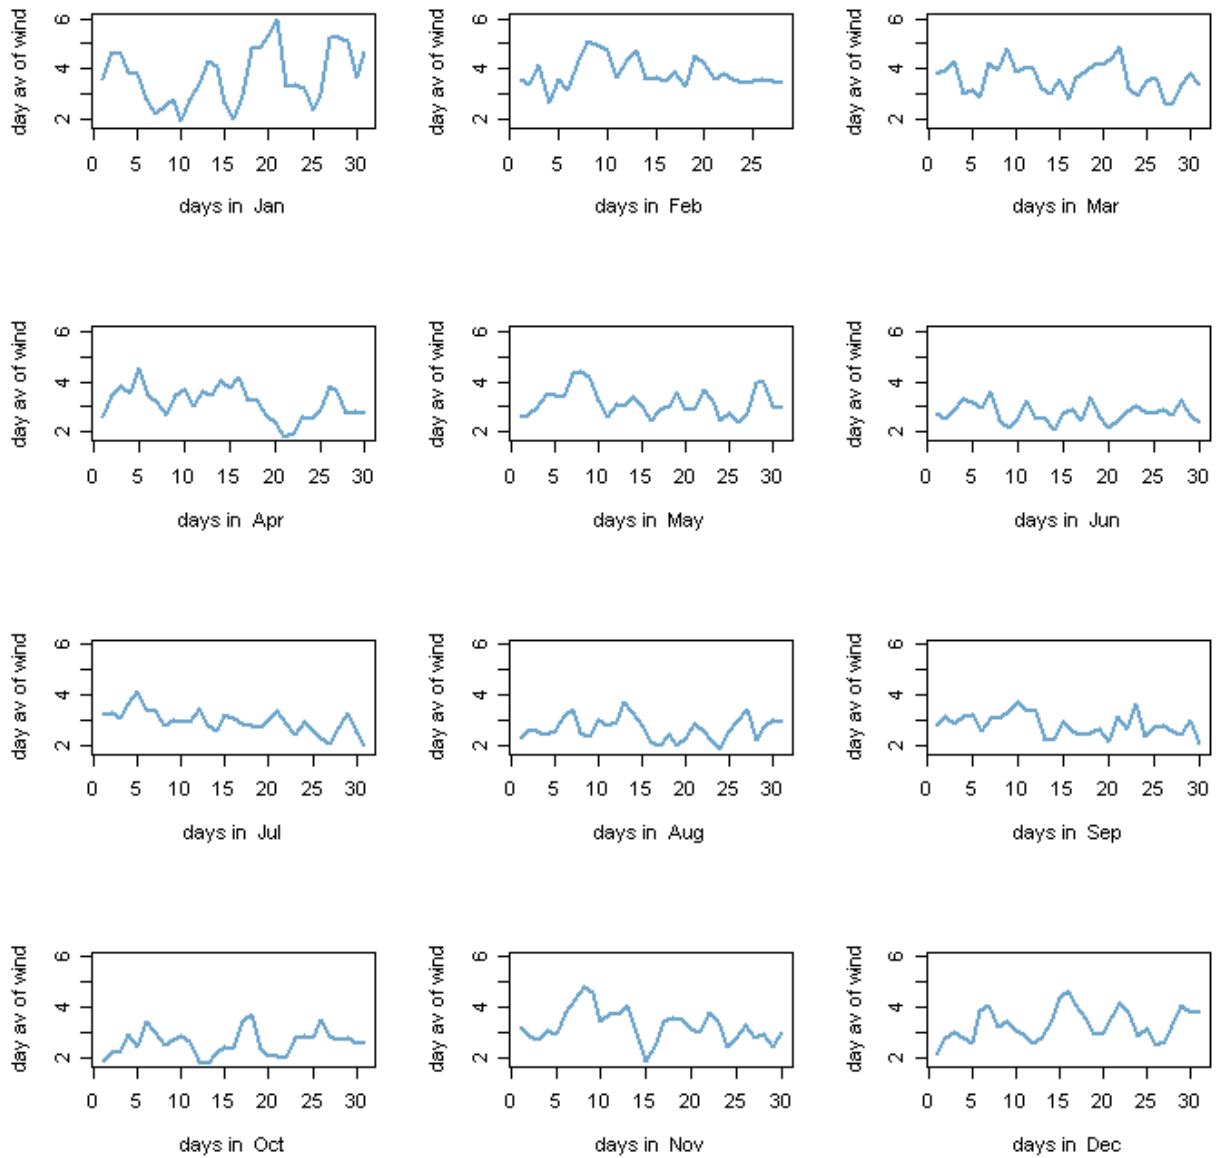 day av of wind
6
4
2
0 5 10 15 20 25 30
days in Jan
day av of wind
6
4
2
0 5 10 15 20 25
days in Feb
day av of wind
6
4
2
0 5 10 15 20 25 30
days in Mar
day av of wind
6
4
2
0 5 10 15 20 25 30
days in Apr
day av of wind
6
4
2
0 5 10 15 20 25 30
days in May
day av of wind
6
4
2
0 5 10 15 20 25 30
days in Jun
day av of wind
6
4
2
0 5 10 15 20 25 30
days in Jul
day av of wind
6
4
2
0 5 10 15 20 25 30
days in Aug
day av of wind
6
4
2
0 5 10 15 20 25 30
days in Sep
day av of wind
6
4
2
0 5 10 15 20 25 30
days in Oct
day av of wind
6
4
2
0 5 10 15 20 25 30
days in Nov
day av of wind
6
4
2
0 5 10 15 20 25 30
days in Dec